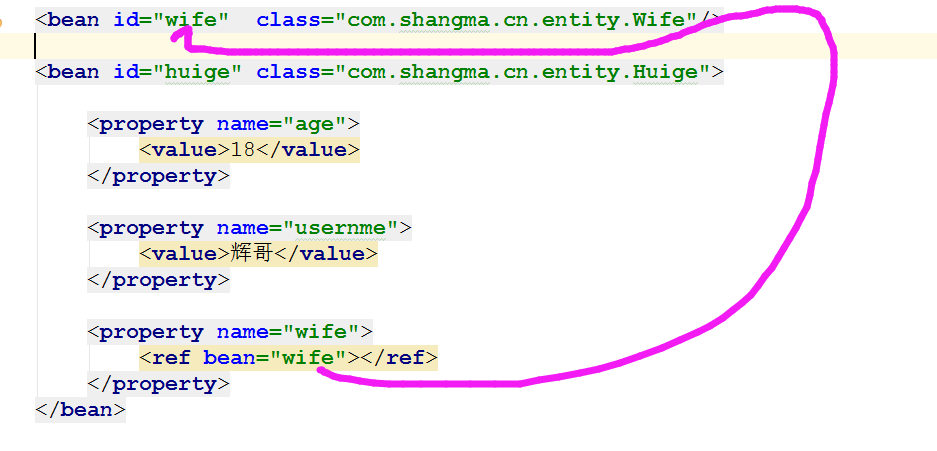 <bean id="wife"  class="com.shangma.cn.entity.Wife"/>
<bean id="huige" class="com.shangma.cn.entity.Huige">
<property name="age">
<value>18</value>
</property>
<property name="usernme">
<value>辉哥</value>
</property>
<property name="wife">
<ref bean="wife"></ref>
</property>
</bean>